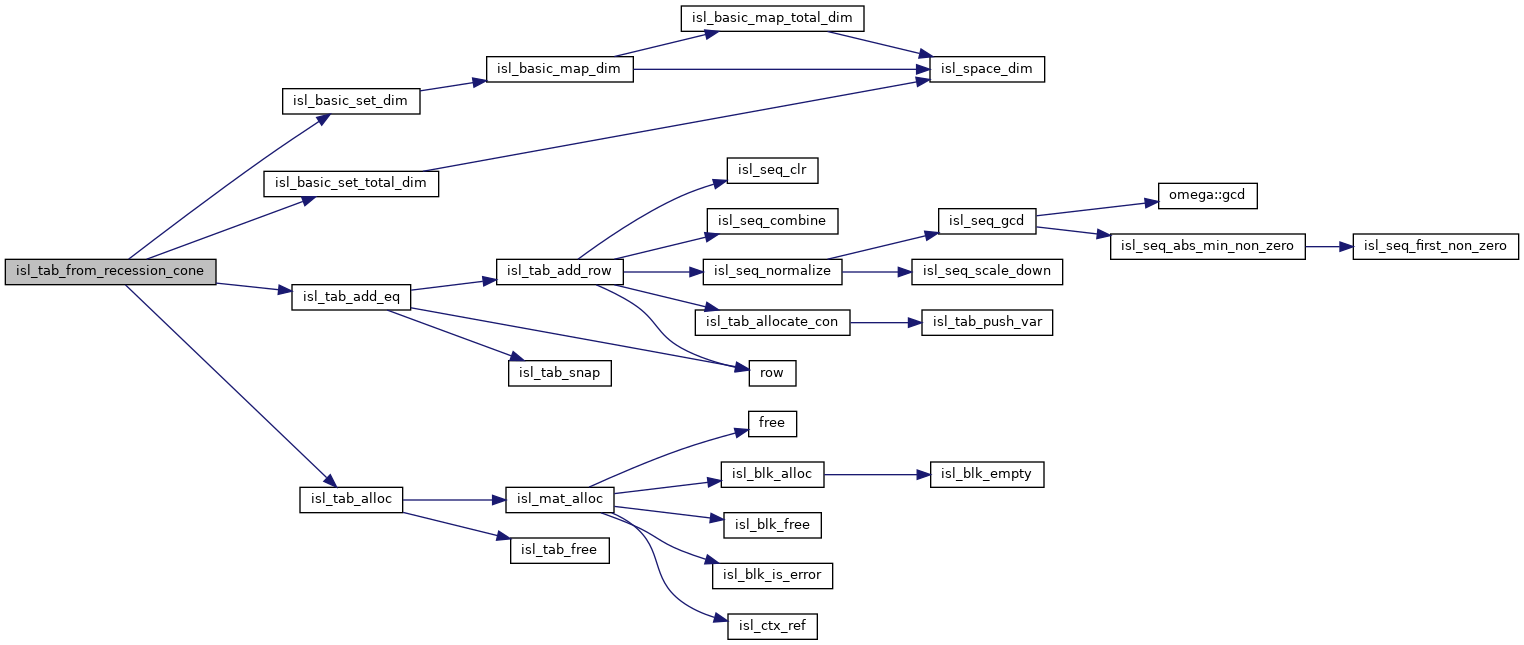 isl_basic_map_total_dim
isl_basic_map_dim
isl_space_dim
isl_basic_set_dim
isl_basic_set_total_dim
isl_seq_clr
omega::gcd
isl_seq_combine
isl_seq_gcd
isl_seq_abs_min_non_zero
isl_seq_first_non_zero
isl_tab_from_recession_cone
isl_tab_add_row
isl_seq_normalize
isl_seq_scale_down
isl_tab_add_eq
isl_tab_allocate_con
isl_tab_push_var
isl_tab_snap
row
free
isl_blk_alloc
isl_blk_empty
isl_tab_alloc
isl_mat_alloc
isl_blk_free
isl_tab_free
isl_blk_is_error
isl_ctx_ref